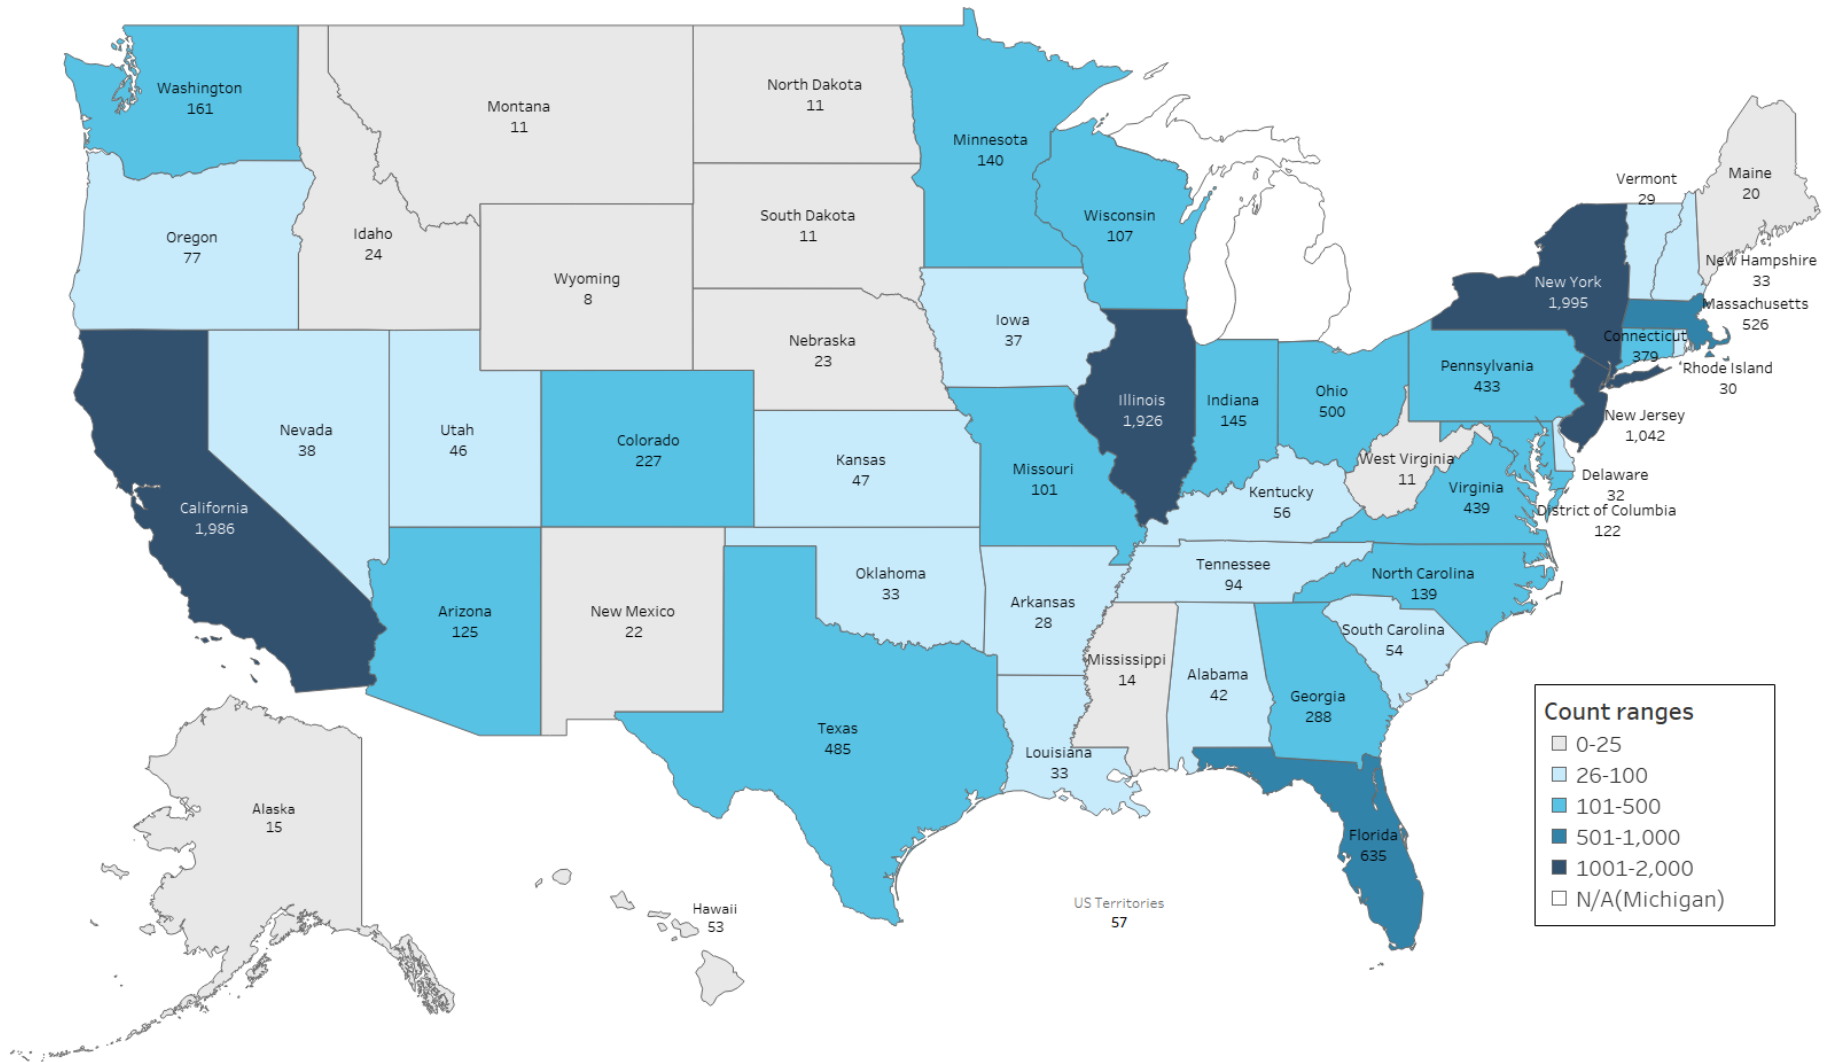 Washington
161
Montana
11
North Dakota
11
Minnesota
140
Vermont
29
Maine
20
Oregon
77
Idaho
24
South Dakota
11
Wisconsin
107
New Hampshire
33
Wyoming
8
New York
1,995
Massachusetts
526
Iowa
37
Nebraska
23
Connecticut
379
Rhode Island
30
Pennsylvania
433
Illinois
1,926
Indiana
145
Ohio
500
New Jersey
1,042
Nevada
38
Utah
46
Colorado
227
Kansas
47
Missouri
101
West Virginia
11
Delaware
32
Kentucky
56
Virginia
439
District of Columbia
122
California
1,986
Oklahoma
33
Tennessee
94
North Carolina
139
Arizona
125
New Mexico
22
Arkansas
28
South Carolina
54
Mississippi
14
Alabama
42
Georgia
288
Texas
485
Louisiana
33
Florida
635
Alaska
15
Hawaii
53
US Territories
57
Count ranges
0-25
26-100
101-500
501-1,000
1001-2,000
N/A(Michigan)